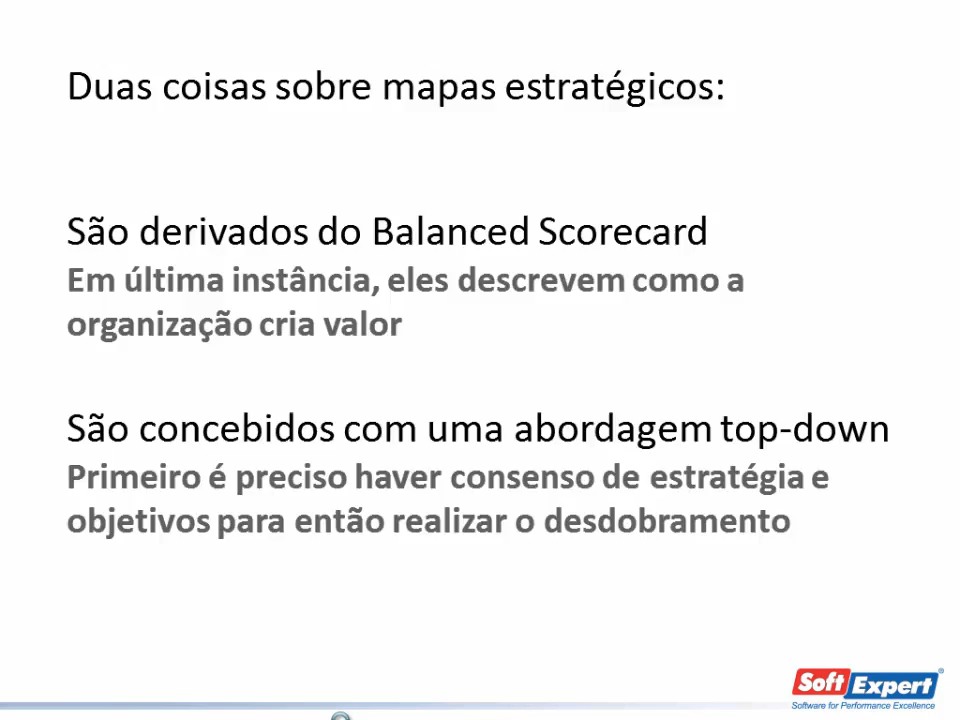 Duas coisas sobre mapas estratégicos:
São derivados do Balanced Scorecard
Em última instância, eles descrevem como a
organização cria valor
São concebidos com uma abordagem top-down
Primeiro é preciso haver consenso de estratégia e
objetivos para então realizar o desdobramento
SoftExpert®
Software for Performance Excellence